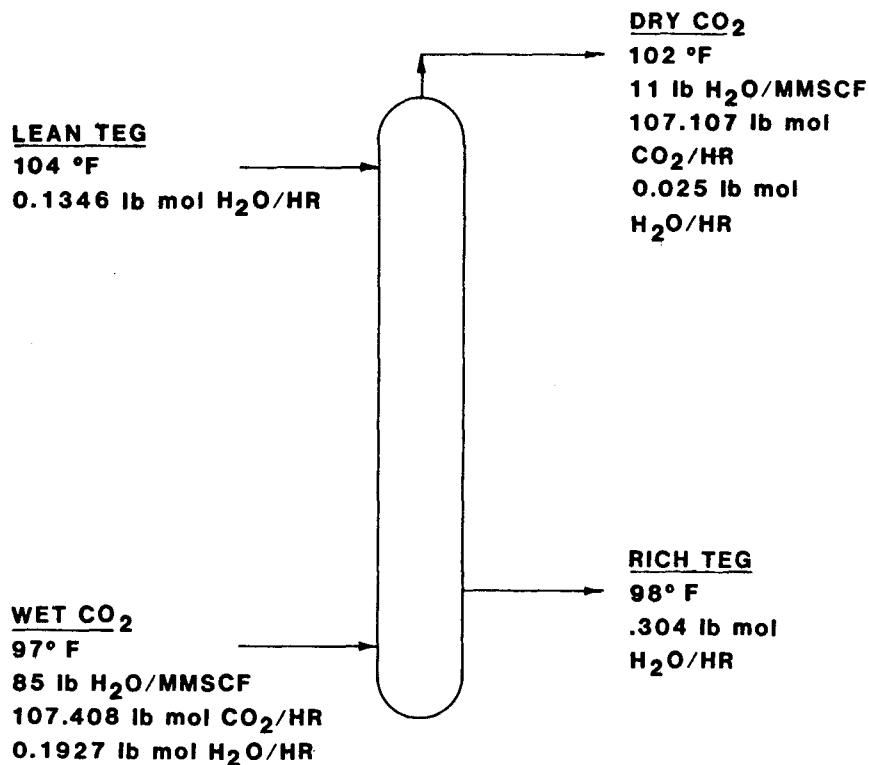 DRY CO₂
102 °F
11 lb H₂O/MMSCF
107.107 lb mol
CO₂/HR
0.025 lb mol
H₂O/HR
LEAN TEG
104 °F
0.1346 lb mol H₂O/HR
RICH TEG
98° F
.304 lb mol
H₂O/HR
WET CO₂
97° F
85 lb H₂O/MMSCF
107.408 lb mol CO₂/HR
0.1927 lb mol H₂O/HR